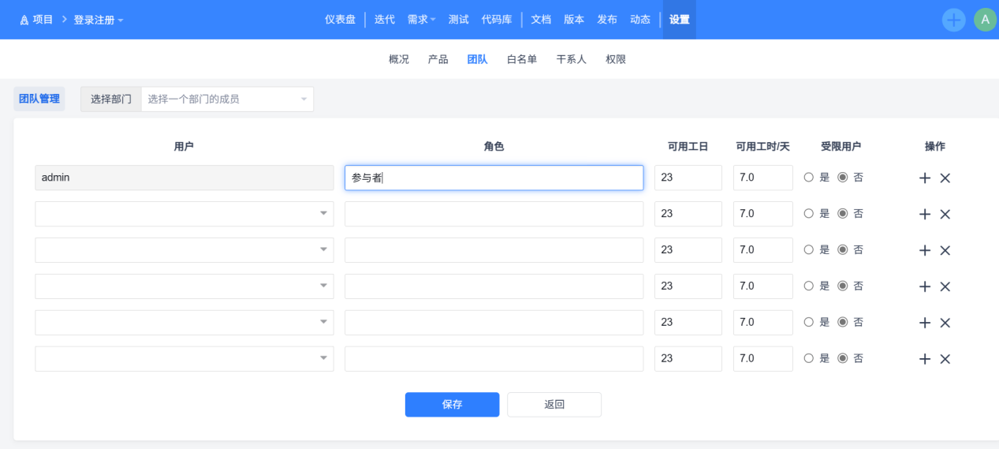 项目 登录注册 仪表盘 迭代 需求 测试 代码库 文档 版本 发布 动态 设置 A
概况 产品 团队 白名单 干系人 权限
团队管理 选择部门 选择一个部门的成员
用户 角色 可用工日 可用工时/天 受限用户 操作
admin 参与者 23 7.0 是 否
23 7.0 是 否
23 7.0 是 否
23 7.0 是 否
23 7.0 是 否
23 7.0 是 否
保存 返回